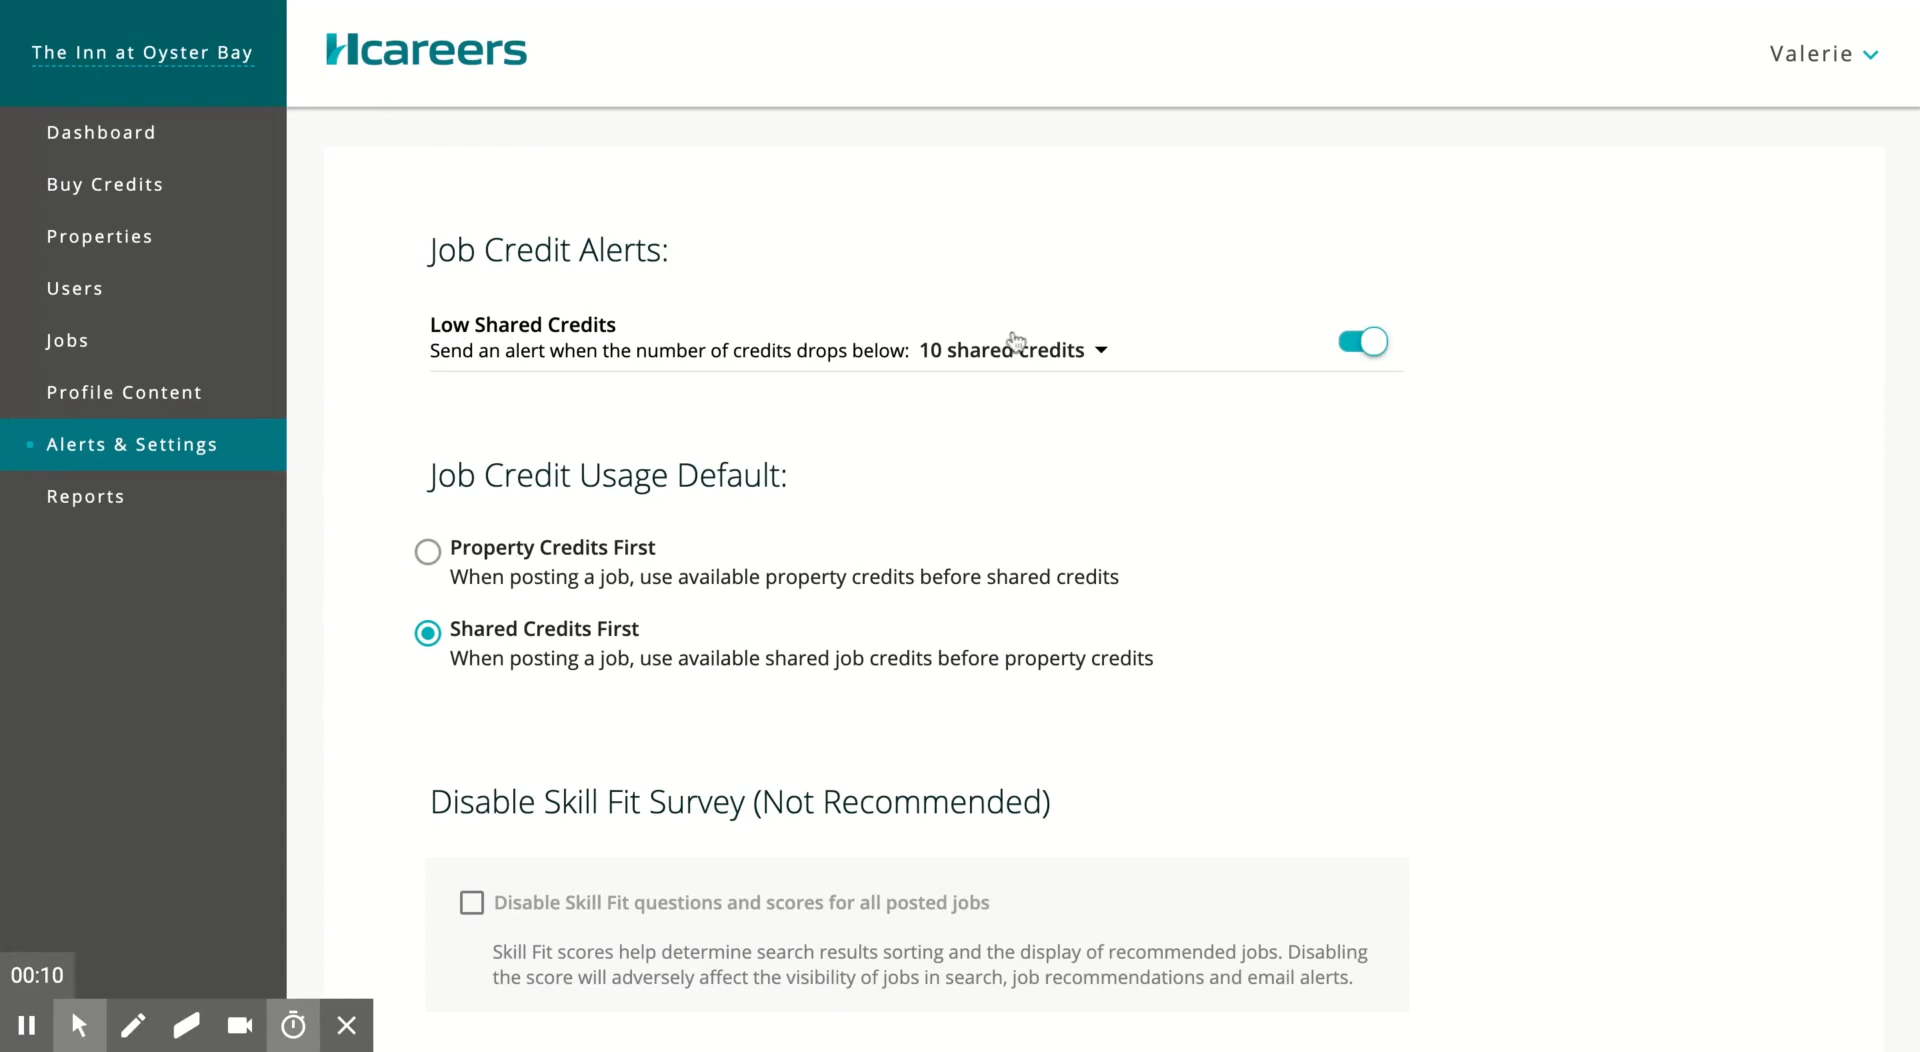 The Inn at Oyster Bay
Hcareers
Valerie
Dashboard
Buy Credits
Properties
Users
Jobs
Profile Content
Alerts & Settings
Reports
Job Credit Alerts:
Low Shared Credits
Send an alert when the number of credits drops below: 10 shared credits
Job Credit Usage Default:
Property Credits First
When posting a job, use available property credits before shared credits
Shared Credits First
When posting a job, use available shared job credits before property credits
Disable Skill Fit Survey (Not Recommended)
Disable Skill Fit questions and scores for all posted jobs
Skill Fit scores help determine search results sorting and the display of recommended jobs. Disabling
the score will adversely affect the visibility of jobs in search, job recommendations and email alerts.
00:10